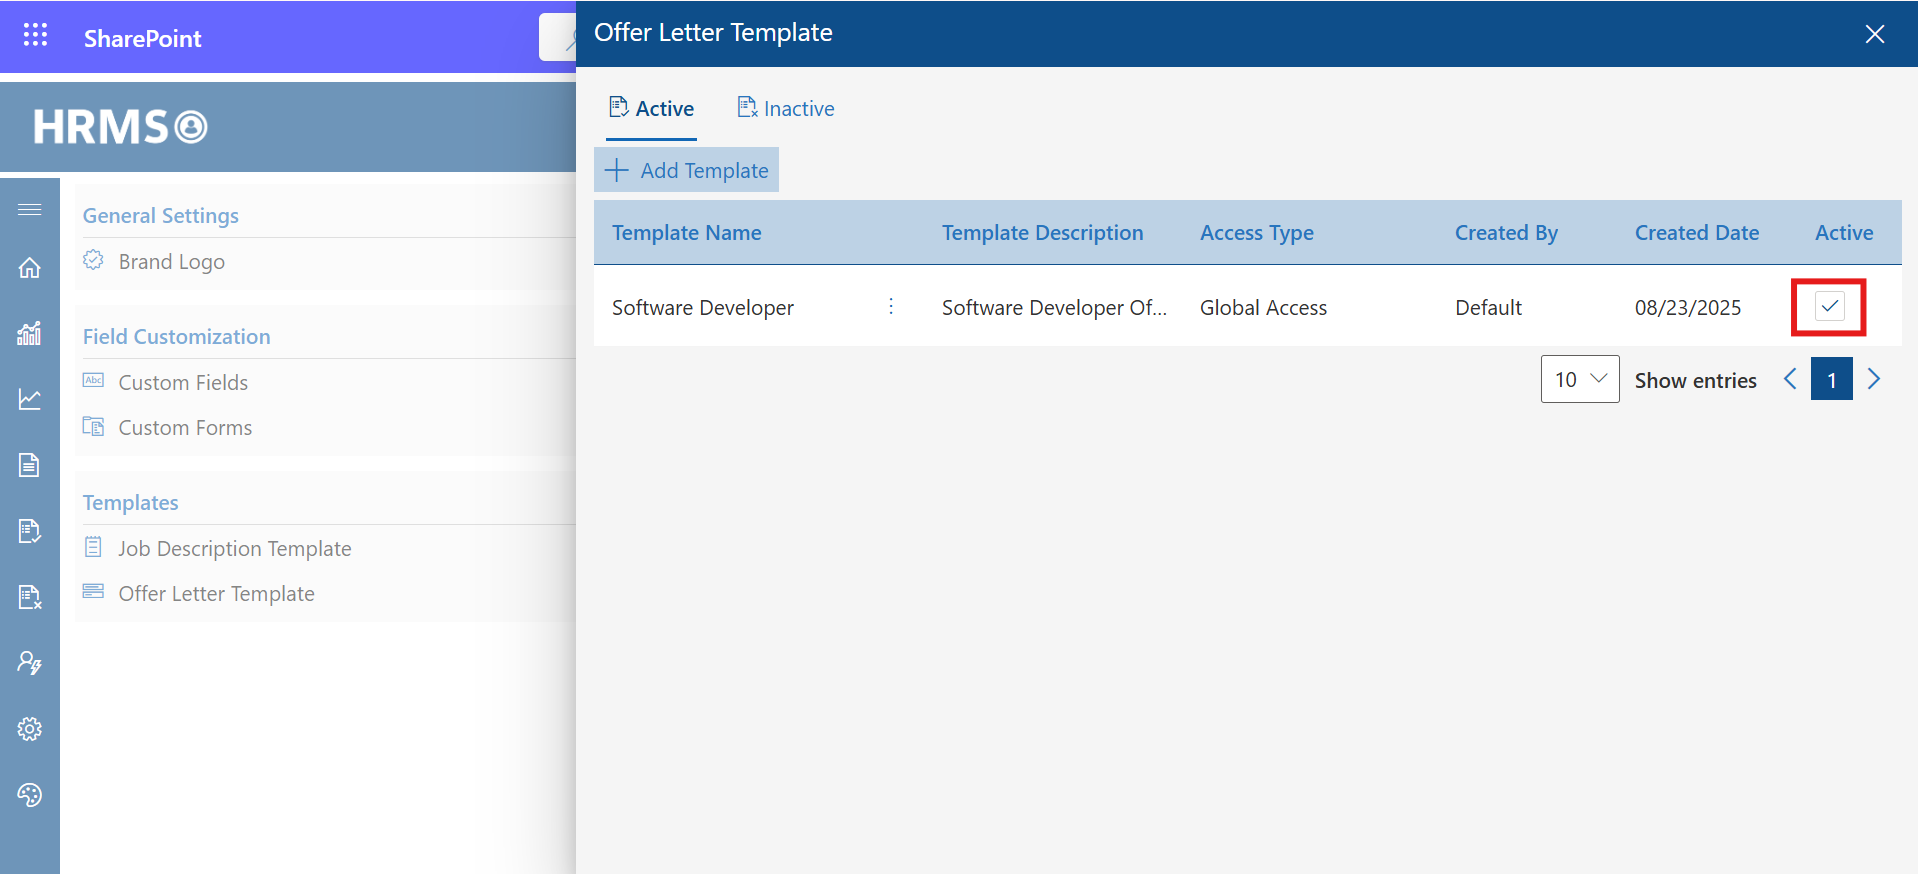 SharePoint
HRMS
General Settings
Brand Logo
Field Customization
Abc Custom Fields
Custom Forms
Templates
Job Description Template
Offer Letter Template
Offer Letter Template
Active Inactive
Add Template
Template Name Template Description Access Type Created By Created Date Active
Software Developer Software Developer Of... Global Access Default 08/23/2025
10 Show entries 1